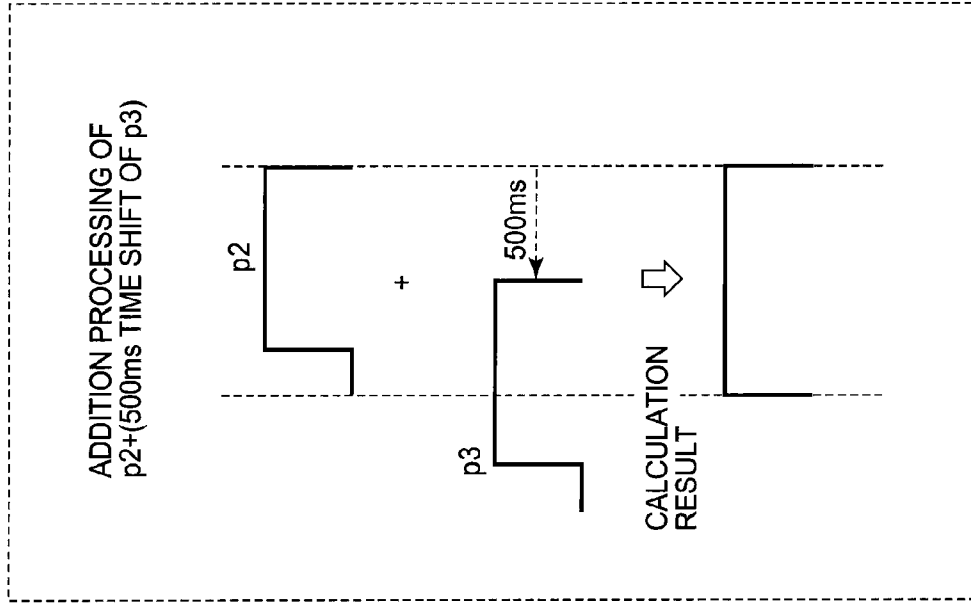 ADDITION PROCESSING OF
p2+(500ms TIME SHIFT OF p3)
p2
+
500ms
p3
CALCULATION
RESULT